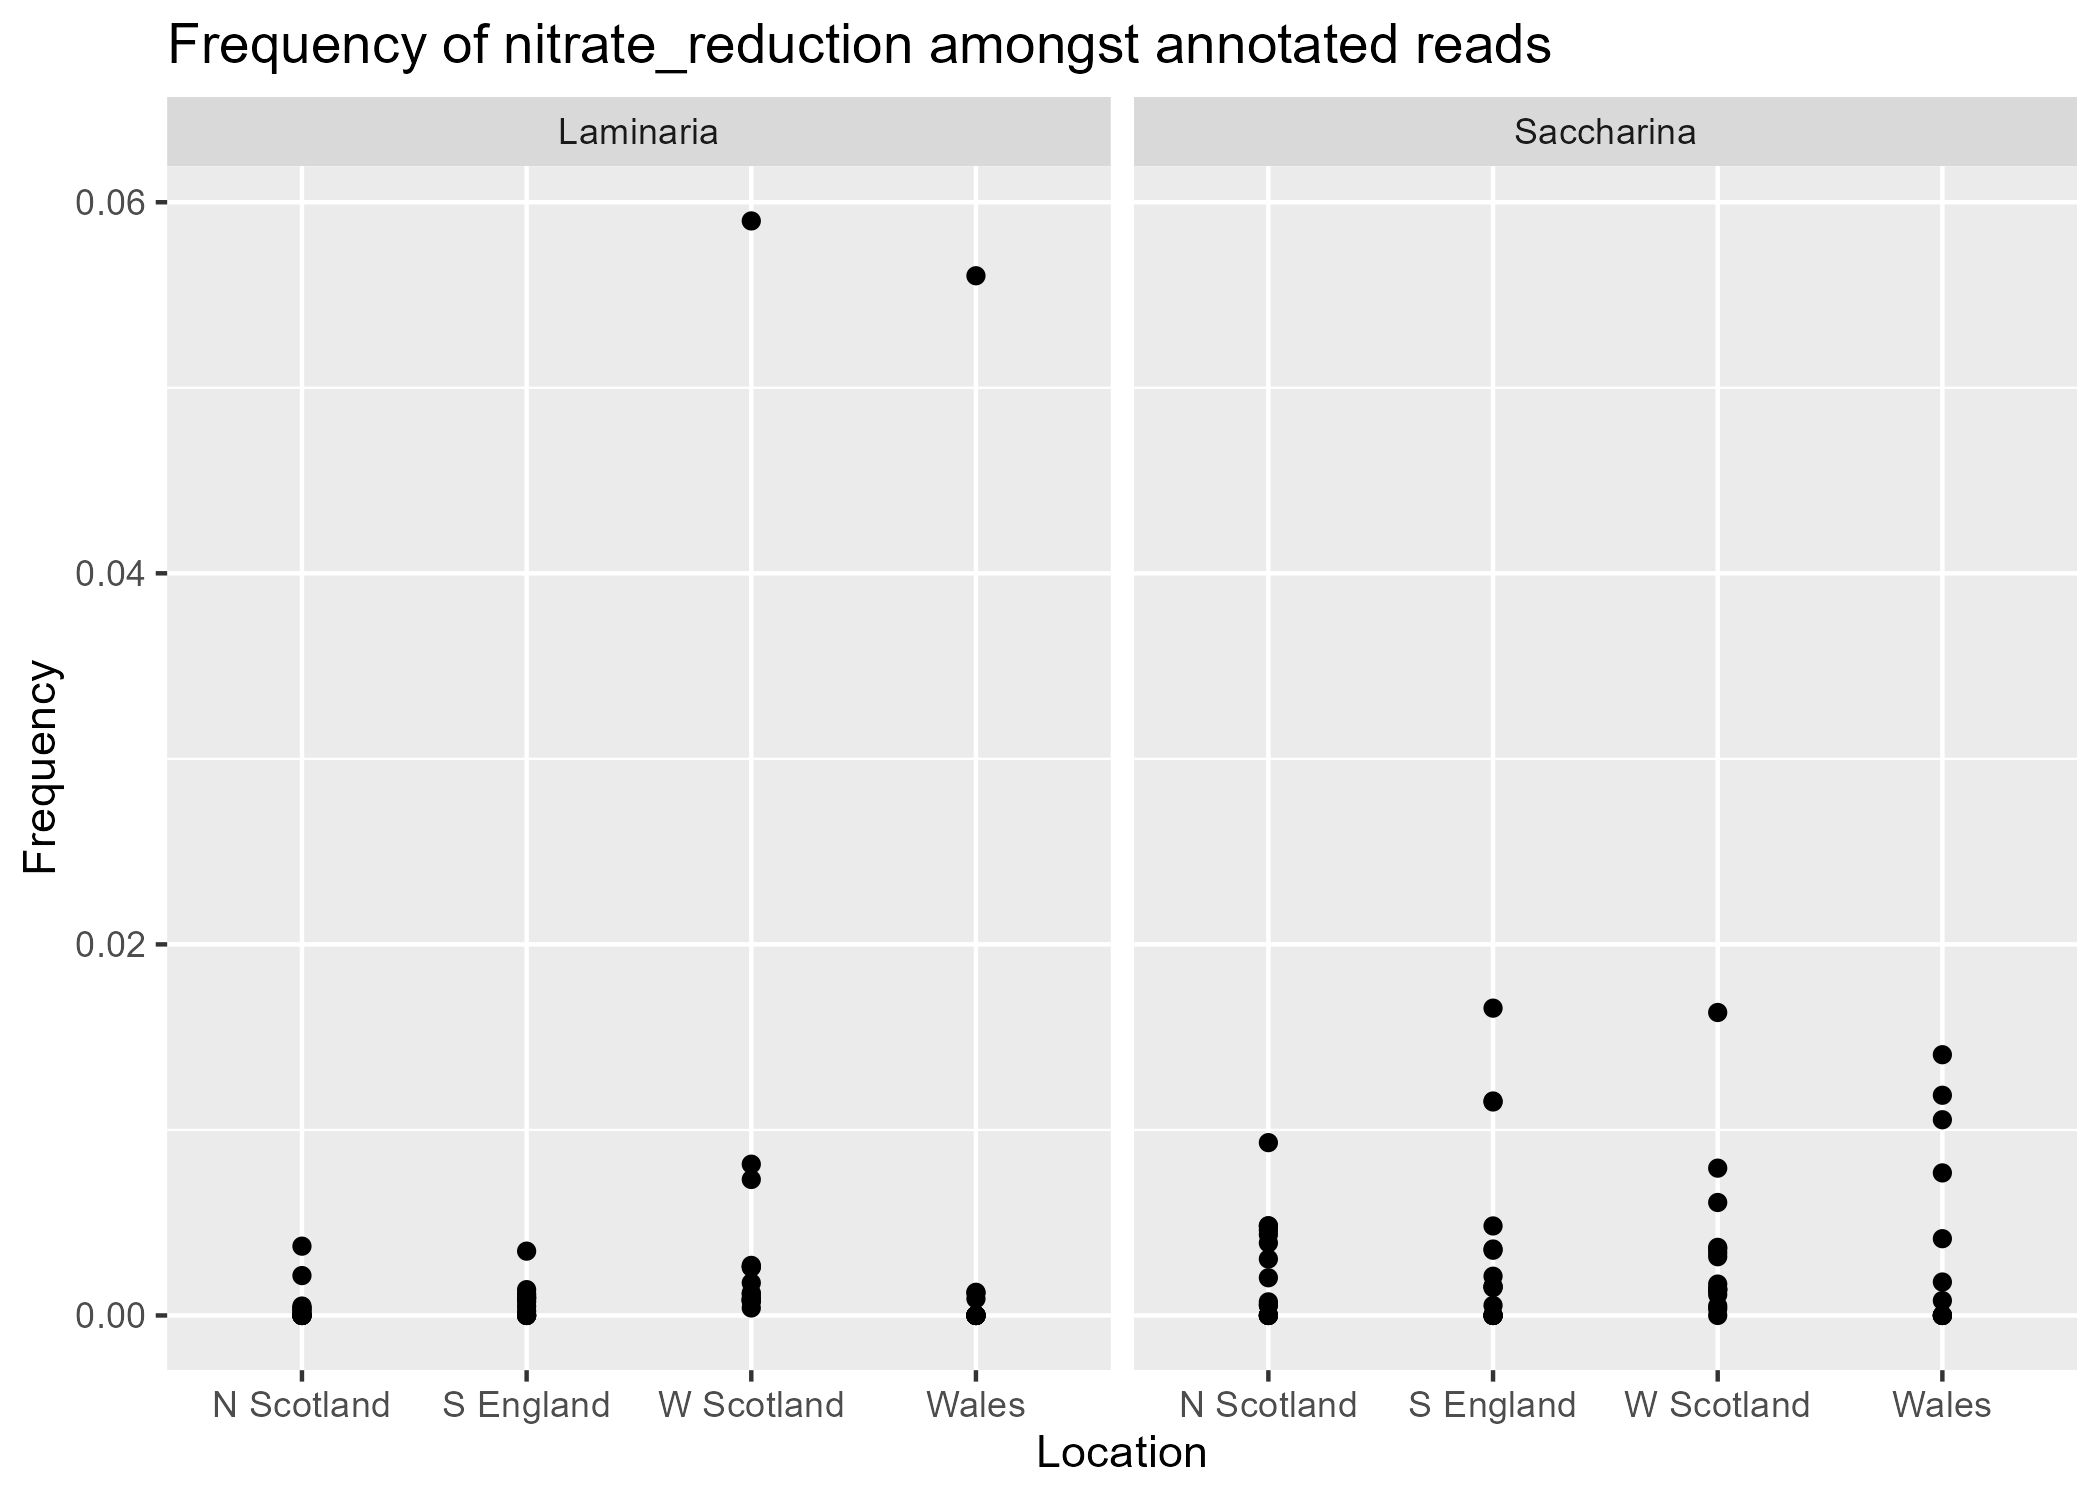 Frequency of nitrate_reduction amongst annotated reads
Laminaria Saccharina
0.06
0.04
0.02
0.00
Frequency
N Scotland S England W Scotland Wales N Scotland S England W Scotland Wales
Location